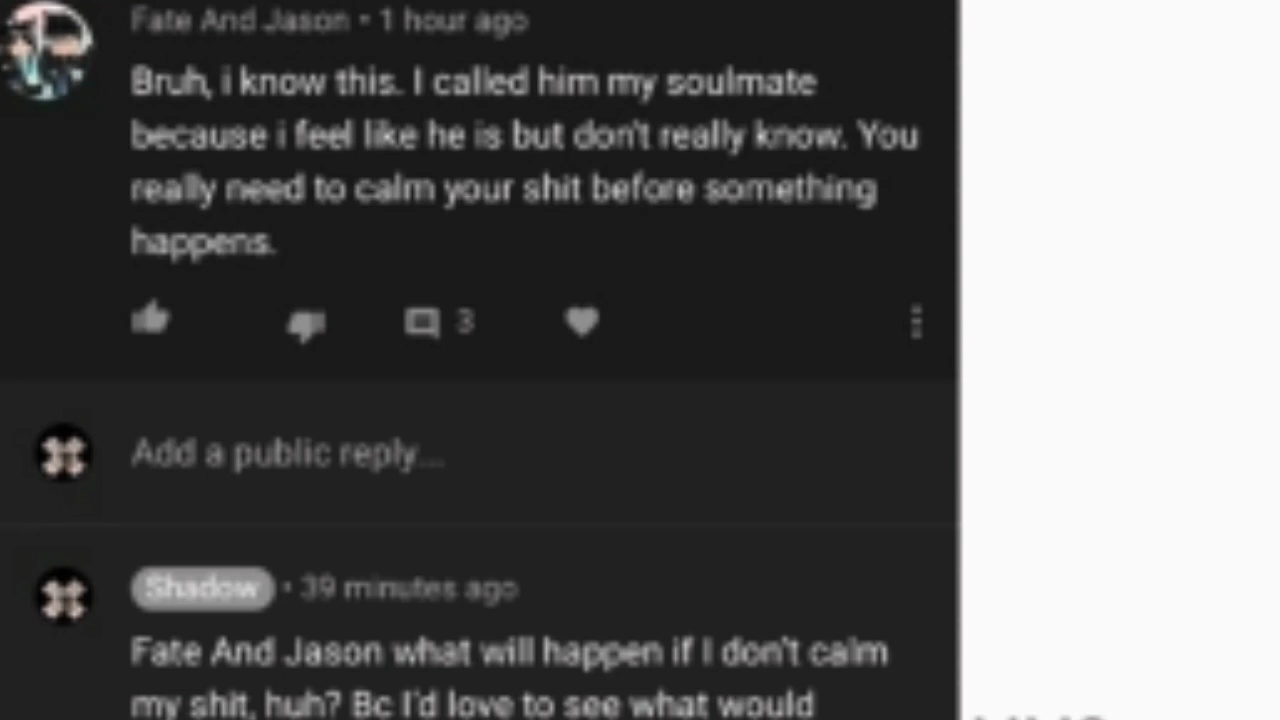 Fate And Jason • 1 hour ago
Bruh, i know this. I called him my soulmate
because i feel like he is but don't really know. You
really need to calm your shit before something
happens.
3
Add a public reply...
Shadow • 39 minutes ago
Fate And Jason what will happen if I don't calm
my shit, huh? Bc I'd love to see what would